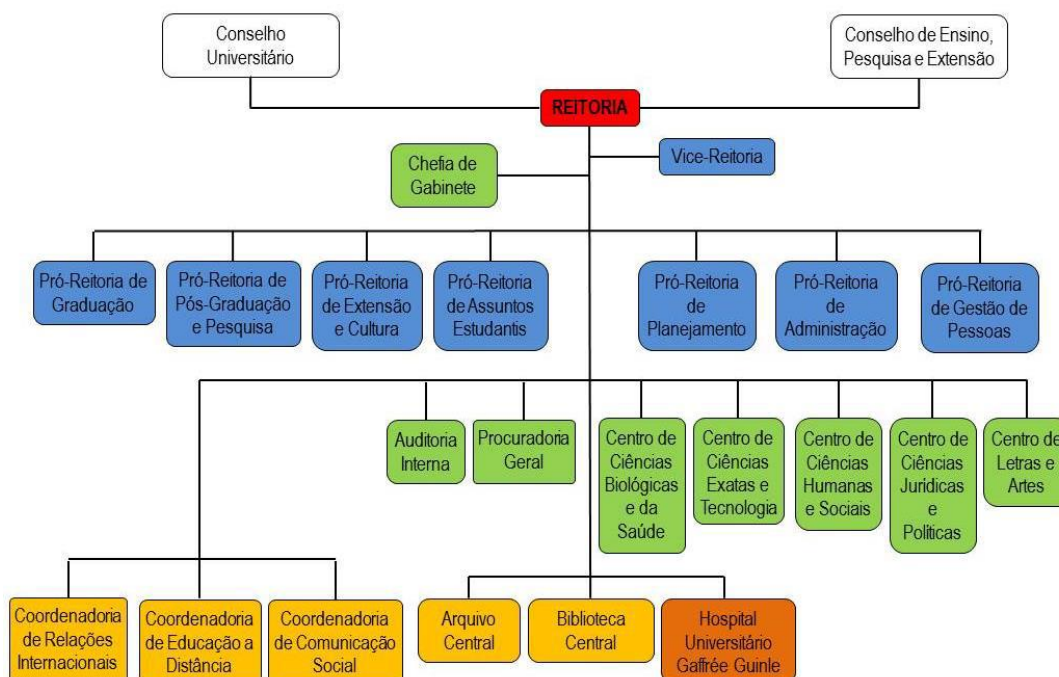 Conselho
Universitário
Conselho de Ensino,
Pesquisa e Extensão
REITORIA
Vice-Reitoria
Chefia de
Gabinete
Pró-Reitoria de
Graduação
Pró-Reitoria de
Pós-Graduação
e Pesquisa
Pró-Reitoria
de Extensão
e Cultura
Pró-Reitoria
de Assuntos
Estudantis
Pró-Reitoria
de
Planejamento
Pró-Reitoria
de
Administração
Pró-Reitoria
de Gestão de
Pessoas
Auditoria
Interna
Procuradoria
Geral
Centro de
Ciências
Biológicas
e da
Saúde
Centro de
Ciências
Exatas e
Tecnologia
Centro de
Ciências
Humanas
e Sociais
Centro de
Ciências
Jurídicas
e
Políticas
Centro de
Letras e
Artes
Coordenadoria
de Relações
Internacionais
Coordenadoria
de Educação a
Distância
Coordenadoria
de Comunicação
Social
Arquivo
Central
Biblioteca
Central
Hospital
Universitário
Gaffrée Guinle